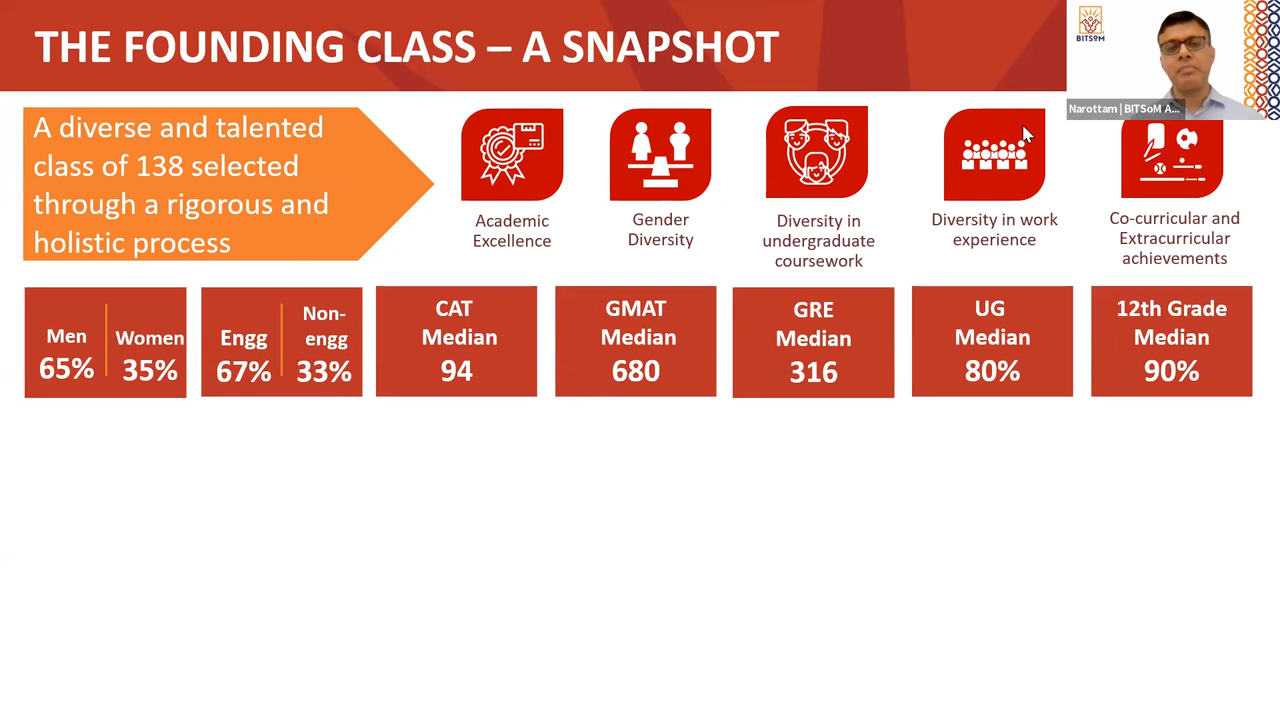 THE FOUNDING CLASS – A SNAPSHOT
BITSoM
Narottam | BITSoM A...
A diverse and talented
class of 138 selected
through a rigorous and
holistic process
Academic
Excellence
Gender
Diversity
Diversity in
undergraduate
coursework
Diversity in work
experience
Co-curricular and
Extracurricular
achievements
Men
65%
Women
35%
Engg
67%
Non-
engg
33%
CAT
Median
94
GMAT
Median
680
GRE
Median
316
UG
Median
80%
12th Grade
Median
90%